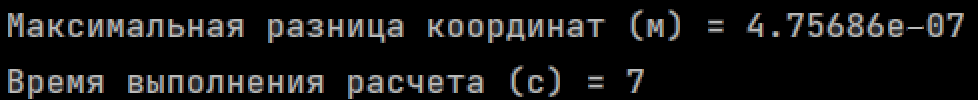 Максимальная разница координат (м) = 4.75686e-07
Время выполнения расчета (с) = 7